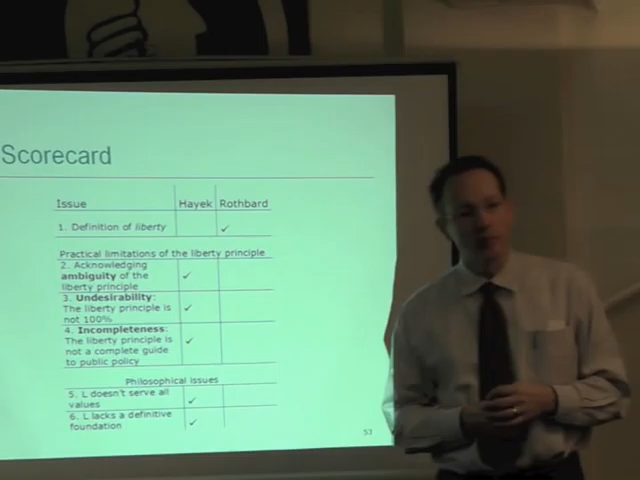 Scorecard
Issue Hayek Rothbard
1. Definition of liberty ✓
Practical limitations of the liberty principle
2. Acknowledging
ambiguity of the ✓
liberty principle
3. Undesirability:
The liberty principle is ✓
not 100%
4. Incompleteness:
The liberty principle is ✓
not a complete guide
to public policy
Philosophical issues
5. L doesn't serve all
values ✓
6. L lacks a definitive
foundation ✓
53